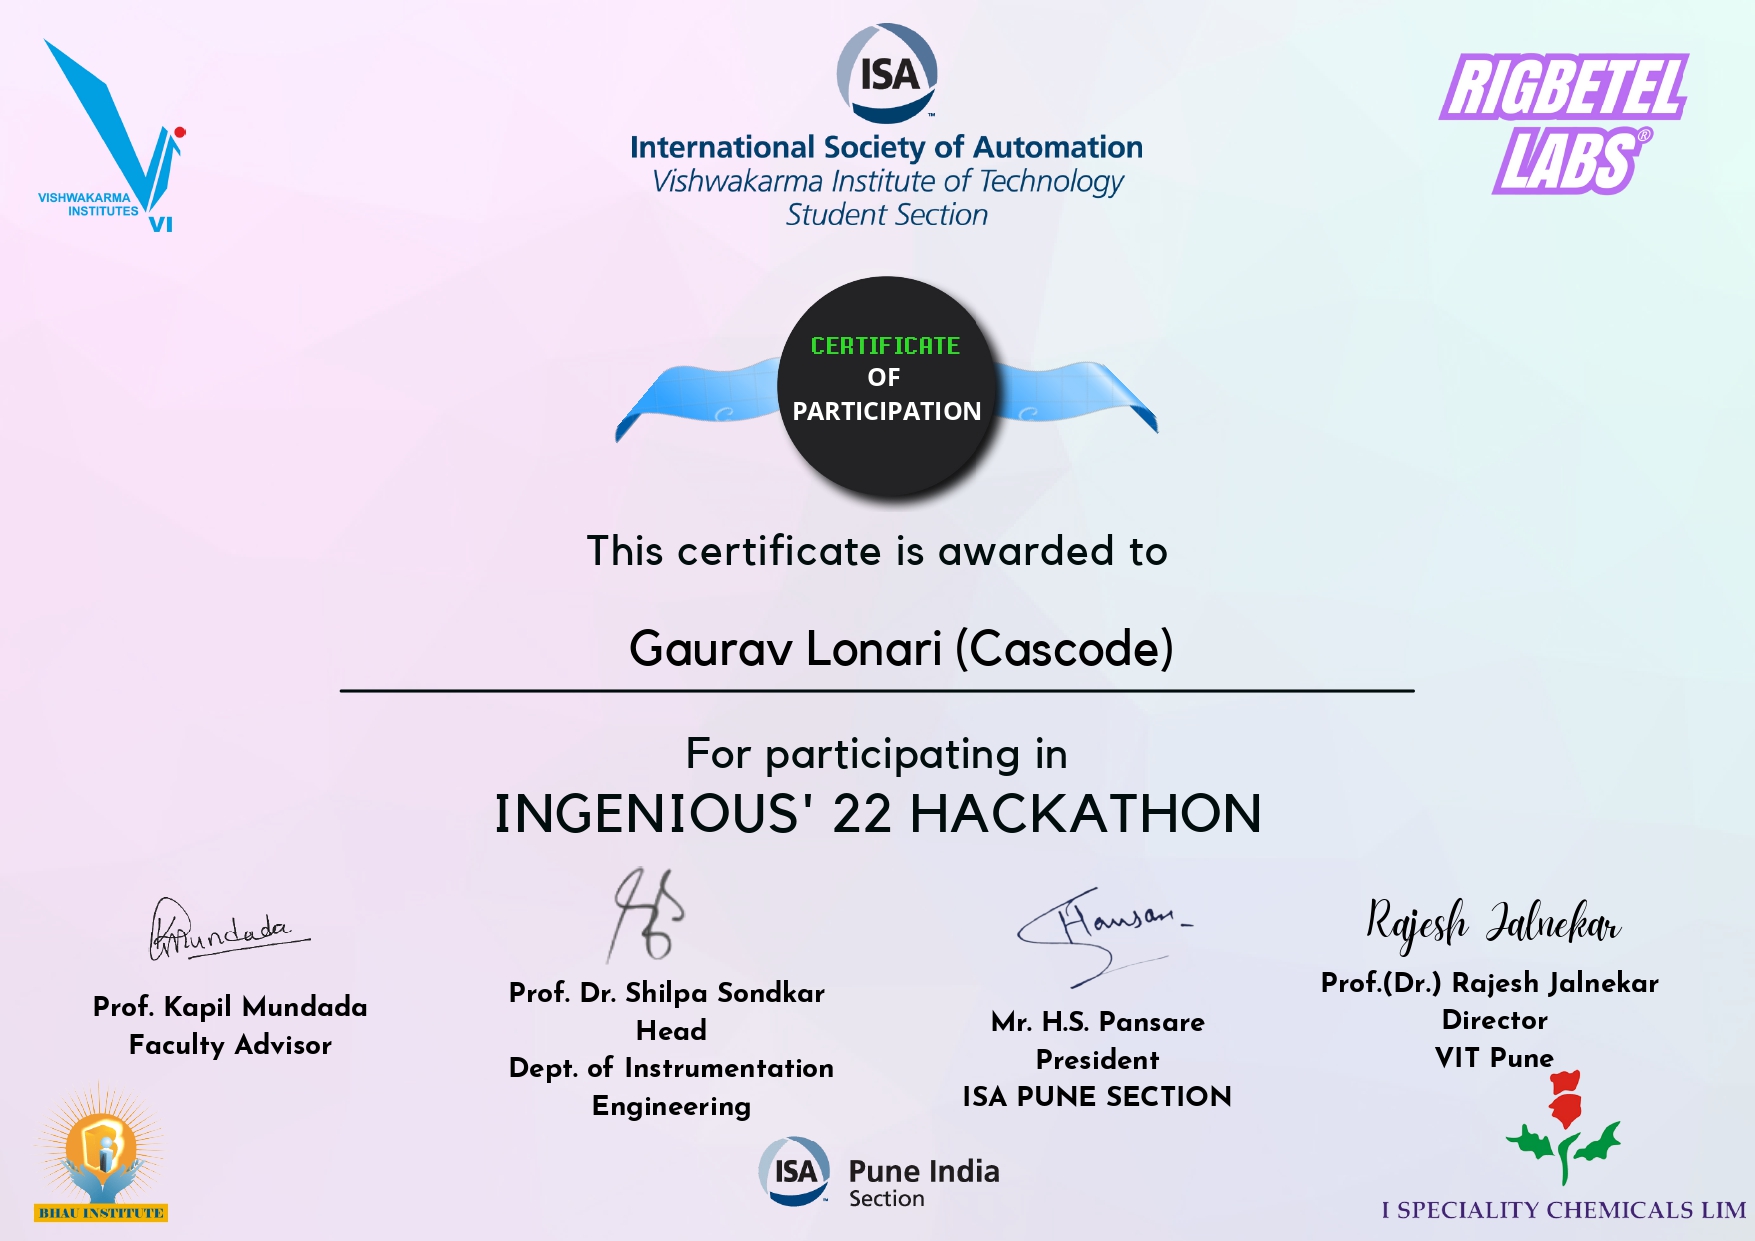 VISHWAKARMA
INSTITUTES
VI
ISA
TM
International Society of Automation
Vishwakarma Institute of Technology
Student Section
RIGBETEL
LABS®
CERTIFICATE
OF
PARTICIPATION
This certificate is awarded to
Gaurav Lonari (Cascode)
For participating in
INGENIOUS' 22 HACKATHON
KMundada
Prof. Kapil Mundada
Faculty Advisor
Prof. Dr. Shilpa Sondkar
Head
Dept. of Instrumentation
Engineering
Mr. H.S. Pansare
President
ISA PUNE SECTION
Rajesh Jalnekar
Prof.(Dr.) Rajesh Jalnekar
Director
VIT Pune
BHAU INSTITUTE
ISA
Pune India
Section
I SPECIALITY CHEMICALS LIM